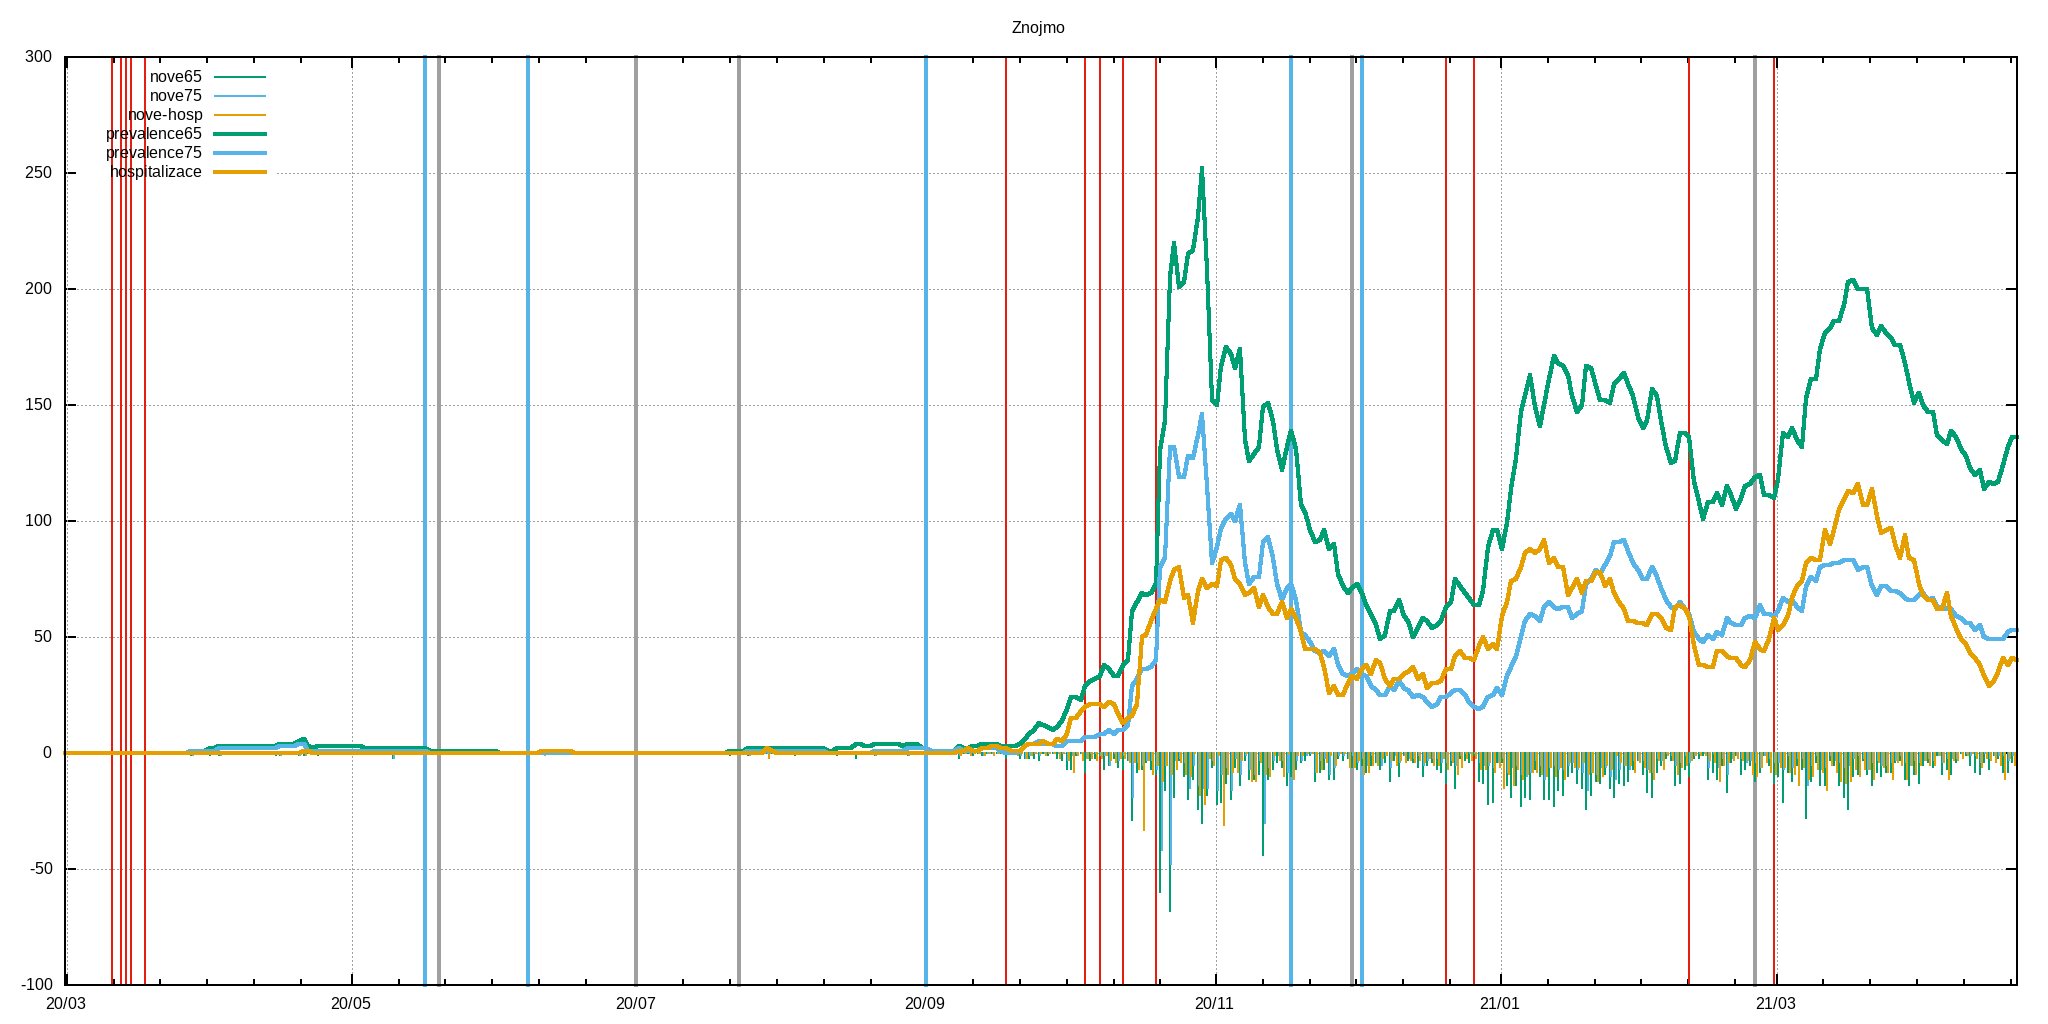 Znojmo
300
250
200
150
100
50
0
-50
-100
nove65
nove75
nove-hosp
prevalence65
prevalence75
hospitalizace
20/03 20/05 20/07 20/09 20/11 21/01 21/03